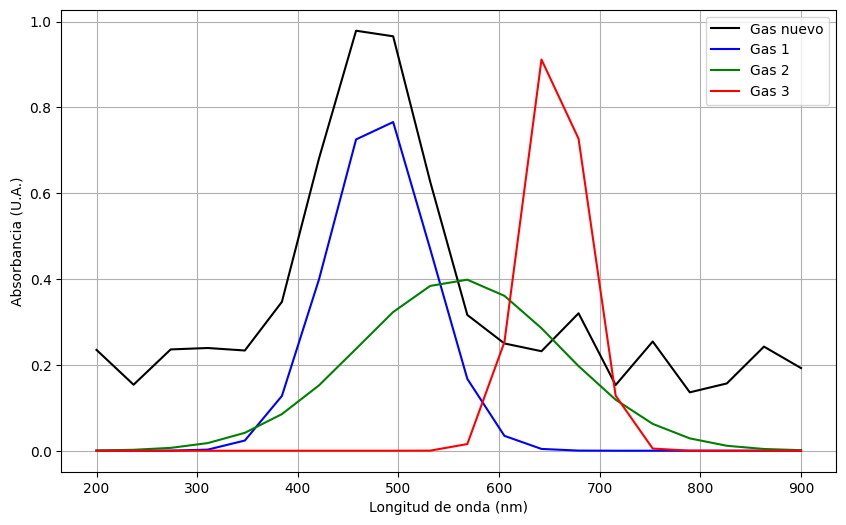 Gas nuevo
Gas 1
Gas 2
Gas 3
Absorbancia (U.A.)
1.0
0.8
0.6
0.4
0.2
0.0
200 300 400 500 600 700 800 900
Longitud de onda (nm)